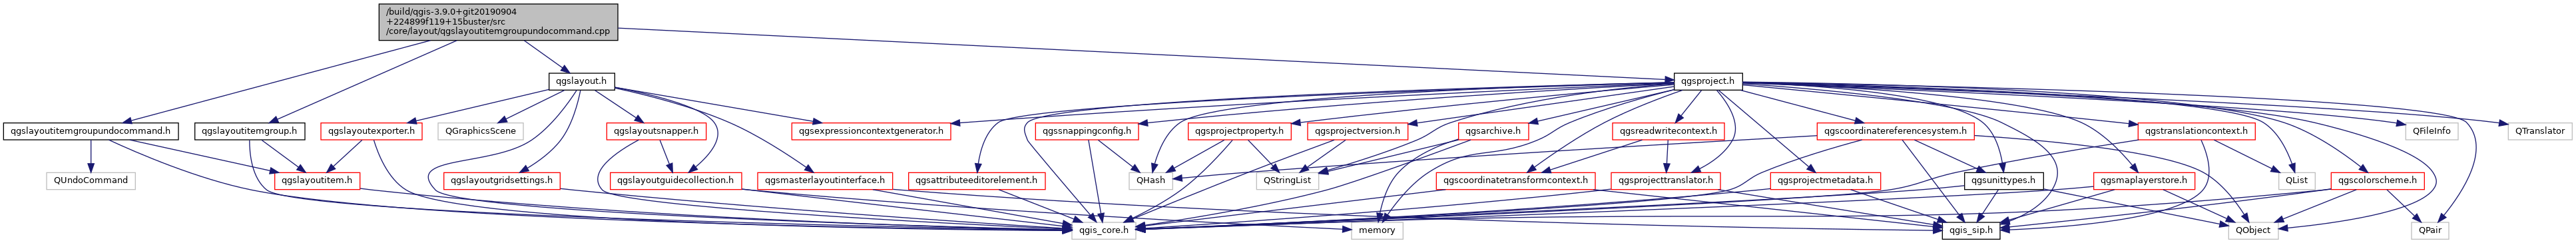 /build/qgis-3.9.0+git20190904
+224899f119+15buster/src
/core/layout/qgslayoutitemgroupundocommand.cpp
qgslayout.h
qgsproject.h
qgslayoutitemgroupundocommand.h
qgslayoutitemgroup.h
qgslayoutexporter.h
QGraphicsScene
qgslayoutsnapper.h
qgsexpressioncontextgenerator.h
qgssnappingconfig.h
qgsprojectproperty.h
qgsprojectversion.h
qgsarchive.h
qgsreadwritecontext.h
qgscoordinatereferencesystem.h
qgstranslationcontext.h
QFileInfo
QTranslator
QUndoCommand
qgslayoutitem.h
qgslayoutgridsettings.h
qgslayoutguidecollection.h
qgsmasterlayoutinterface.h
qgsattributeeditorelement.h
QHash
QStringList
qgscoordinatetransformcontext.h
qgsprojecttranslator.h
qgsprojectmetadata.h
qgsunittypes.h
qgsmaplayerstore.h
QList
qgscolorscheme.h
qgis_core.h
memory
qgis_sip.h
QObject
QPair